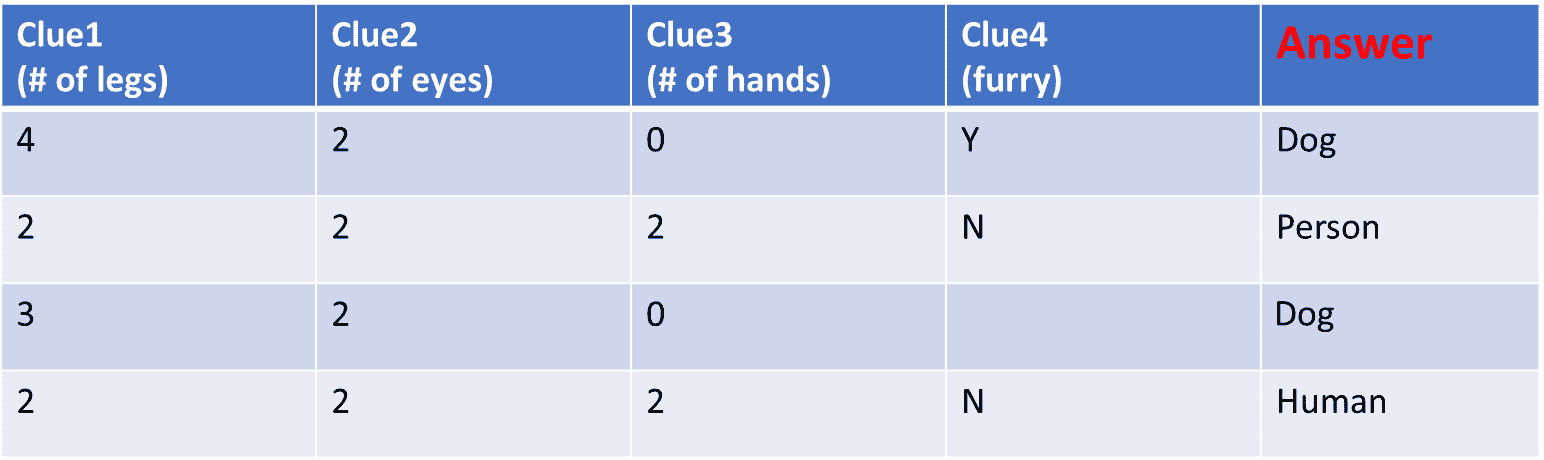 Clue1 Clue2 Clue3 Clue4 Answer
(# of legs) (# of eyes) (# of hands) (furry)
4 2 0 Y Dog
2 2 2 N Person
3 2 0 Dog
2 2 2 N Human